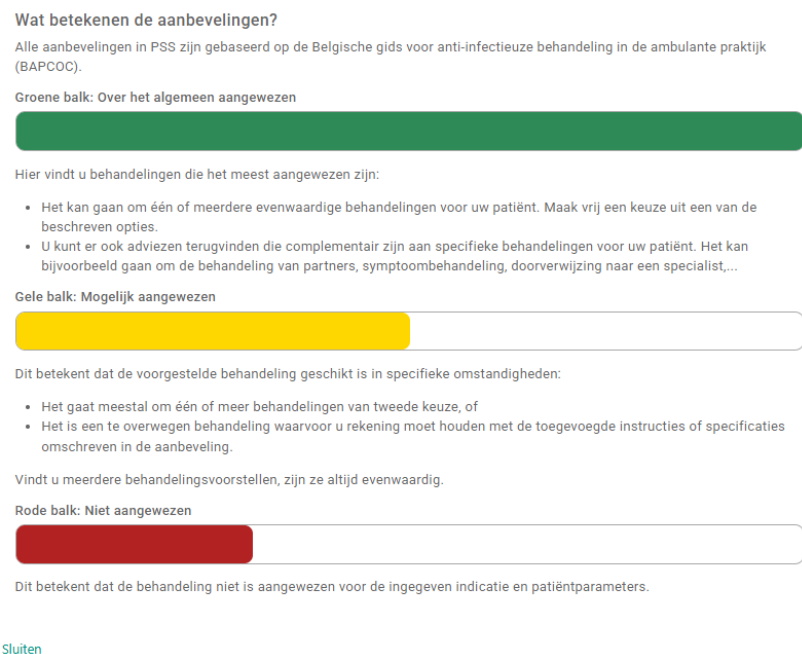 Wat betekenen de aanbevelingen?
Alle aanbevelingen in PSS zijn gebaseerd op de Belgische gids voor anti-infectieuze behandeling in de ambulante praktijk
(BAPCOC).
Groene balk: Over het algemeen aangewezen
Hier vindt u behandelingen die het meest aangewezen zijn:
• Het kan gaan om één of meerdere evenwaardige behandelingen voor uw patiënt. Maak vrij een keuze uit een van de
beschreven opties.
• U kunt er ook adviezen terugvinden die complementair zijn aan specifieke behandelingen voor uw patiënt. Het kan
bijvoorbeeld gaan om de behandeling van partners, symptoombehandeling, doorverwijzing naar een specialist,...
Gele balk: Mogelijk aangewezen
Dit betekent dat de voorgestelde behandeling geschikt is in specifieke omstandigheden:
• Het gaat meestal om één of meer behandelingen van tweede keuze, of
• Het is een te overwegen behandeling waarvoor u rekening moet houden met de toegevoegde instructies of specificaties
omschreven in de aanbeveling.
Vindt u meerdere behandelingsvoorstellen, zijn ze altijd evenwaardig.
Rode balk: Niet aangewezen
Dit betekent dat de behandeling niet is aangewezen voor de ingegeven indicatie en patiëntparameters.
Sluiten